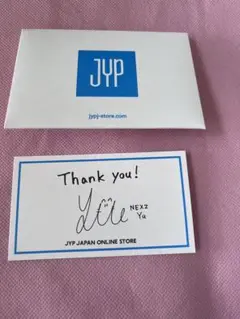 JYP
jypj-store.com
Thank you!
NEXZ
Yu
JYP JAPAN ONLINE STORE